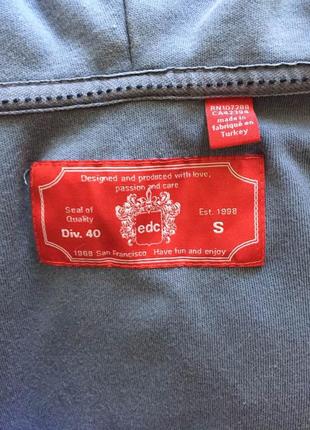 RN107288
CA42394
made in
fabriqué en
Turkey
Designed and produced with love,
passion and care
Seal of
Quality
Div. 40
edc
Est. 1998
S
1968 San Francisco Have fun and enjoy